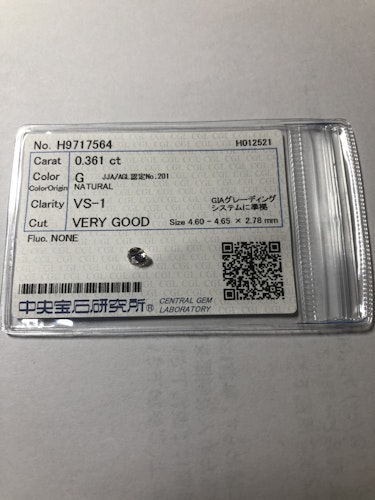 No. H9717564 H012521
Carat 0.361 ct
Color G JJA/AGL認定No.201
ColorOrigin NATURAL
Clarity VS-1 GIAグレーディング
システムに準拠
Cut VERY GOOD Size 4.60 - 4.65 × 2.78 mm
Fluo. NONE
中央宝石研究所® CENTRAL GEM
LABORATORY